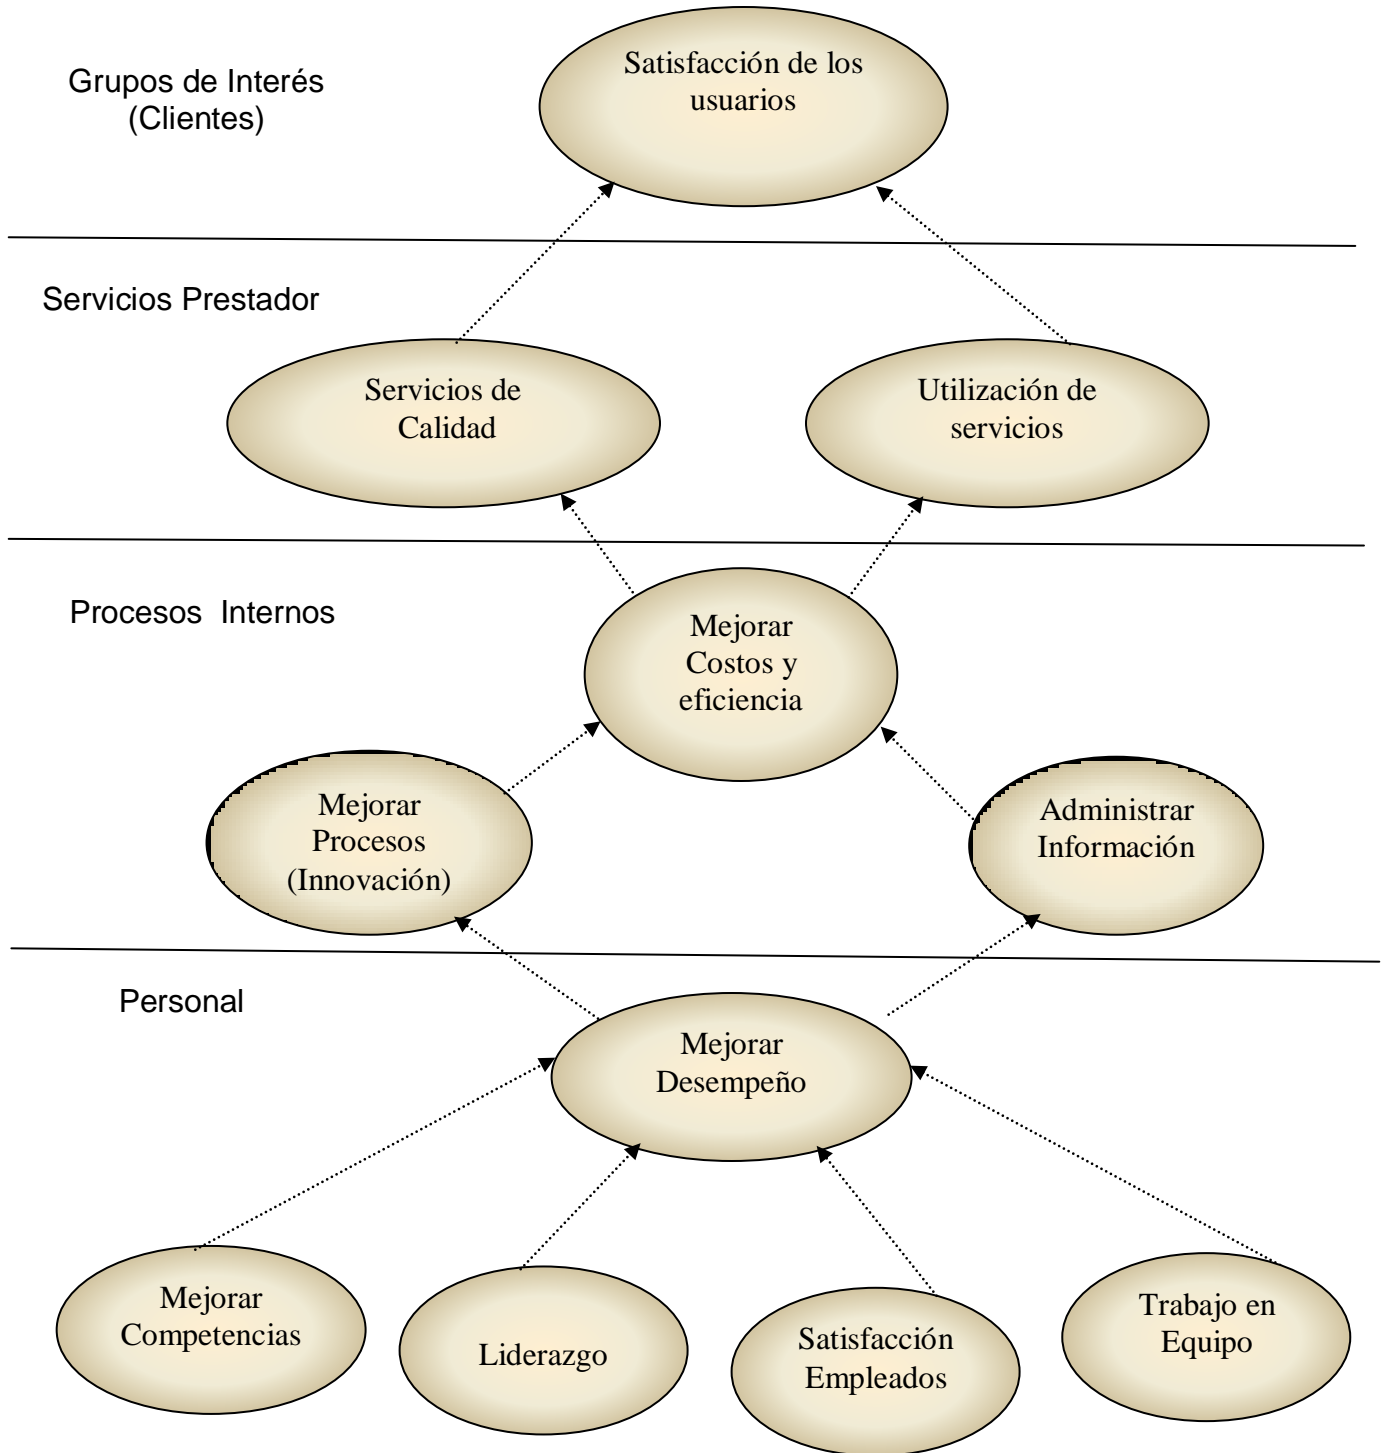 Grupos de Interés
(Clientes)
Satisfacción de los
usuarios
Servicios Prestador
Servicios de
Calidad
Utilización de
servicios
Procesos Internos
Mejorar
Costos y
eficiencia
Mejorar
Procesos
(Innovación)
Administrar
Información
Personal
Mejorar
Desempeño
Mejorar
Competencias
Liderazgo
Satisfacción
Empleados
Trabajo en
Equipo